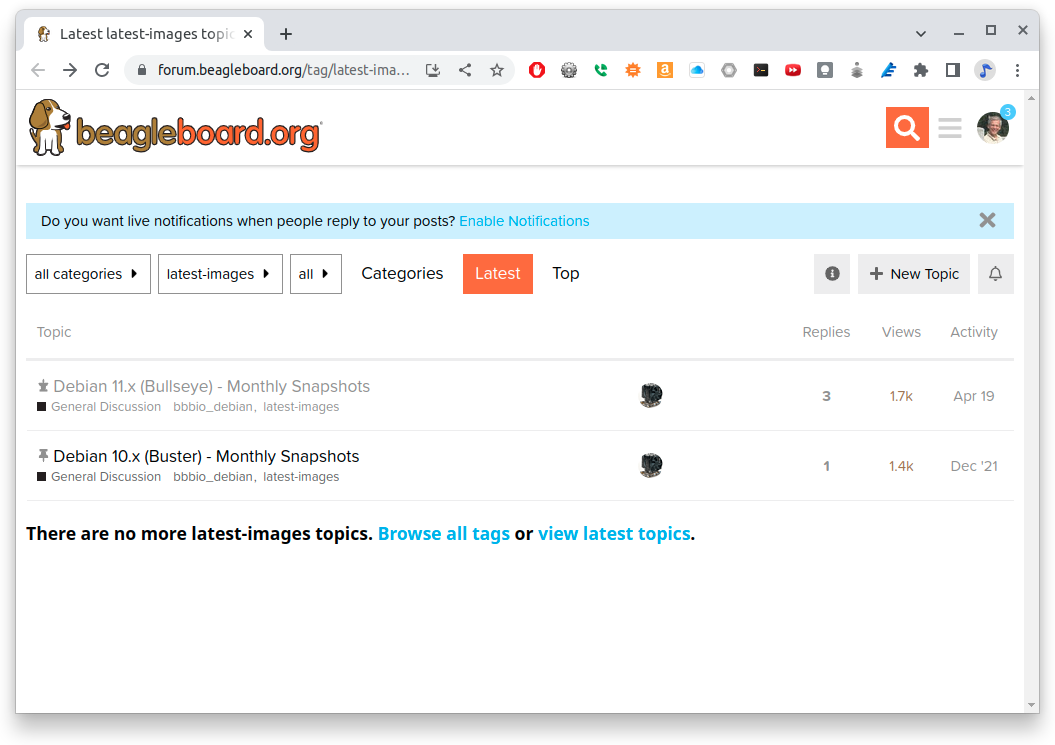 Latest latest-images topic
forum.beagleboard.org/tag/latest-ima...
beagleboard.org
3
Do you want live notifications when people reply to your posts? Enable Notifications
all categories latest-images all Categories Latest Top New Topic
Topic Replies Views Activity
Debian 11.x (Bullseye) - Monthly Snapshots
General Discussion bbbio_debian, latest-images
3 1.7k Apr 19
Debian 10.x (Buster) - Monthly Snapshots
General Discussion bbbio_debian, latest-images
1 1.4k Dec '21
There are no more latest-images topics. Browse all tags or view latest topics.